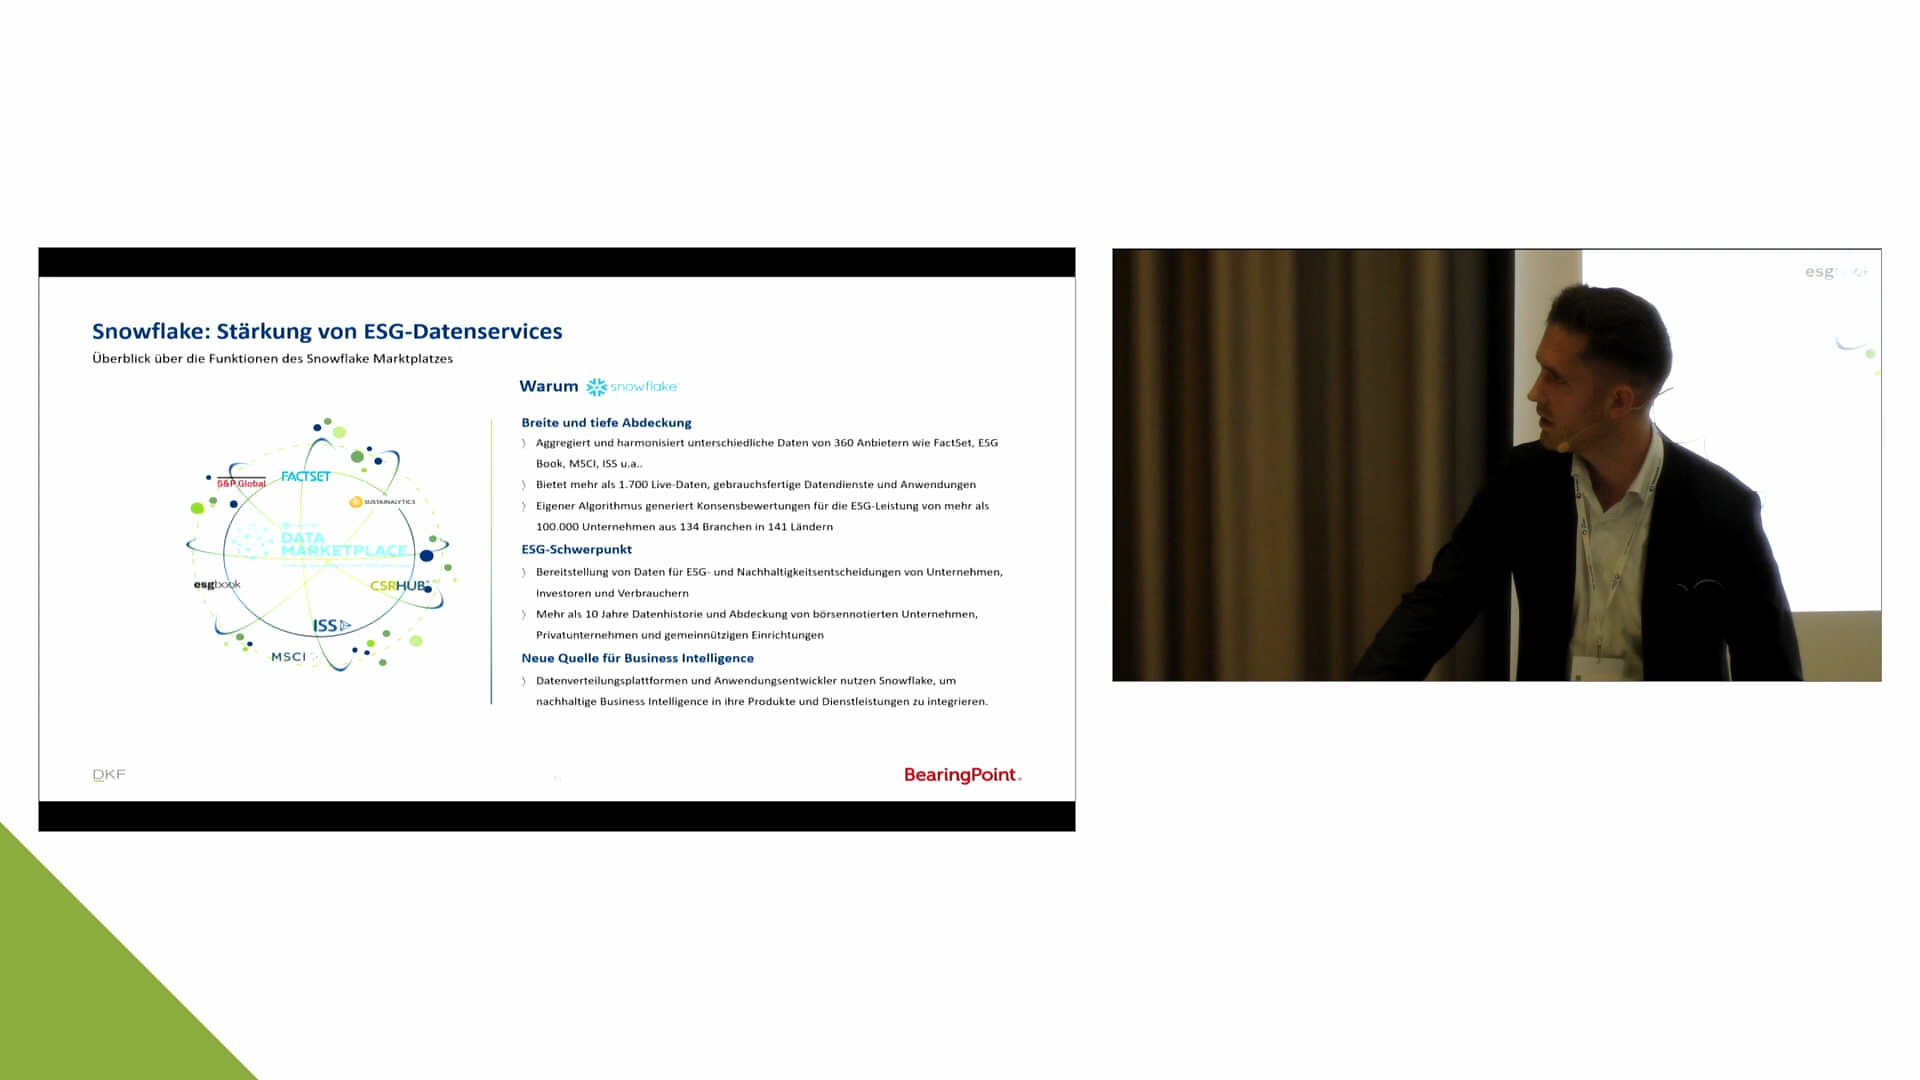 Snowflake: Stärkung von ESG-Datenservices
Überblick über die Funktionen des Snowflake Marktplatzes
Warum snowflake
Breite und tiefe Abdeckung
Aggregiert und harmonisiert unterschiedliche Daten von 360 Anbietern wie FactSet, ESG
Book, MSCI, ISS u.a..
Bietet mehr als 1.700 Live-Daten, gebrauchsfertige Datendienste und Anwendungen
Eigener Algorithmus generiert Konsensbewertungen für die ESG-Leistung von mehr als
100.000 Unternehmen aus 134 Branchen in 141 Ländern
ESG-Schwerpunkt
Bereitstellung von Daten für ESG- und Nachhaltigkeitsentscheidungen von Unternehmen,
Investoren und Verbrauchern
Mehr als 10 Jahre Datenhistorie und Abdeckung von börsennotierten Unternehmen,
Privatunternehmen und gemeinnützigen Einrichtungen
Neue Quelle für Business Intelligence
Datenverteilungsplattformen und Anwendungsentwickler nutzen Snowflake, um
nachhaltige Business Intelligence in ihre Produkte und Dienstleistungen zu integrieren.
S&P Global
FACTSET
SUSTAINALYTICS
DATA
MARKETPLACE
esgbook
CSRHUB
ISS
MSCI
DKF
BearingPoint.
esg